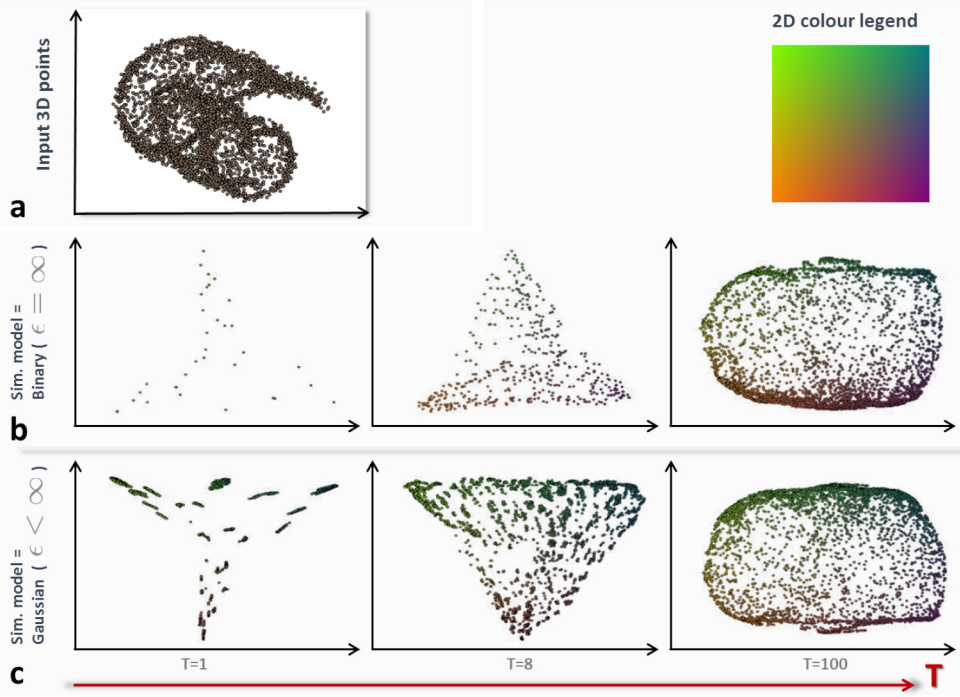 2D colour legend
Input 3D points
a
Sim. model =
Binary ( ϵ = ∞ )
b
Sim. model =
Gaussian ( ϵ < ∞ )
T=1
T=8
T=100
c
T